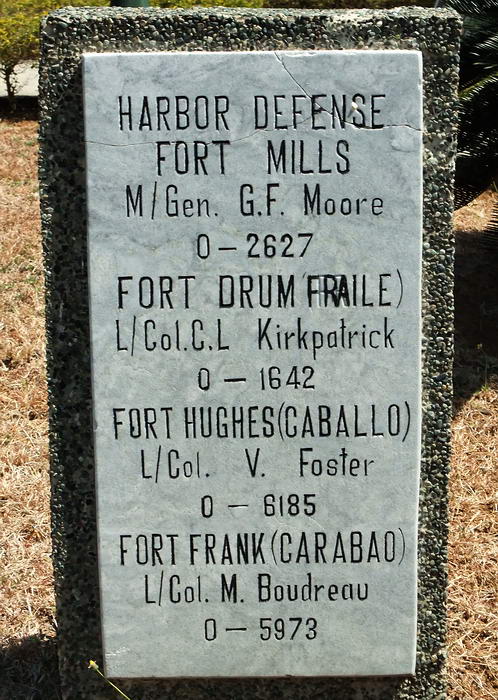 HARBOR DEFENSE
FORT MILLS
M/Gen. G.F. Moore
O-2627
FORT DRUM (FRAILE)
L/Col. C.L Kirkpatrick
O-1642
FORT HUGHES (CABALLO)
L/Col. V. Foster
O-6185
FORT FRANK (CARABAO)
L/Col. M. Boudreau
O-5973